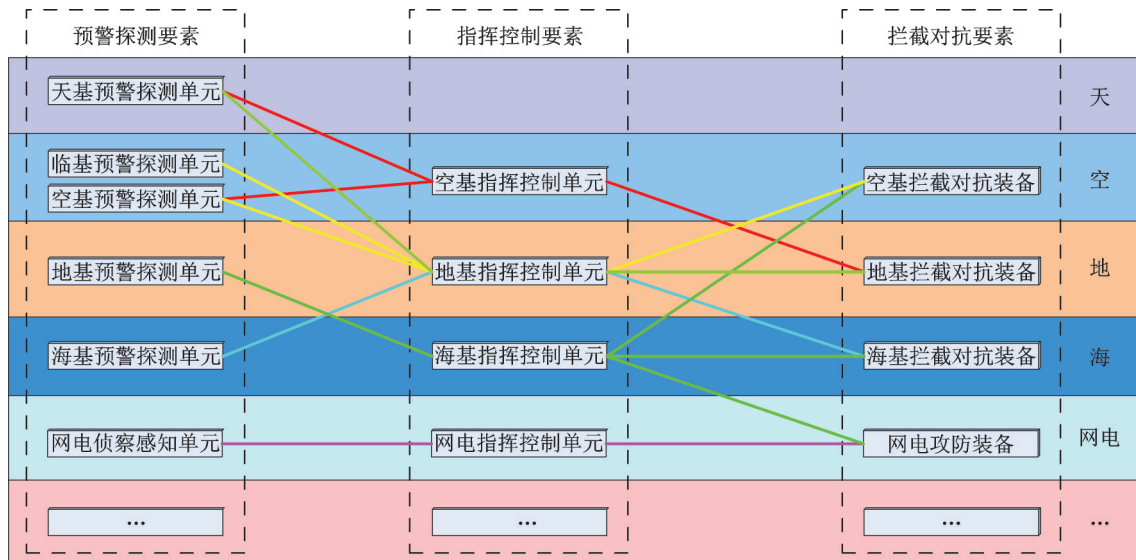 预警探测要素
指挥控制要素
拦截对抗要素
天基预警探测单元
天
临基预警探测单元
空基预警探测单元
空基指挥控制单元
空基拦截对抗装备
空
地基预警探测单元
地基指挥控制单元
地基拦截对抗装备
地
海基预警探测单元
海基指挥控制单元
海基拦截对抗装备
海
网电侦察感知单元
网电指挥控制单元
网电攻防装备
网电
...
...
...
...